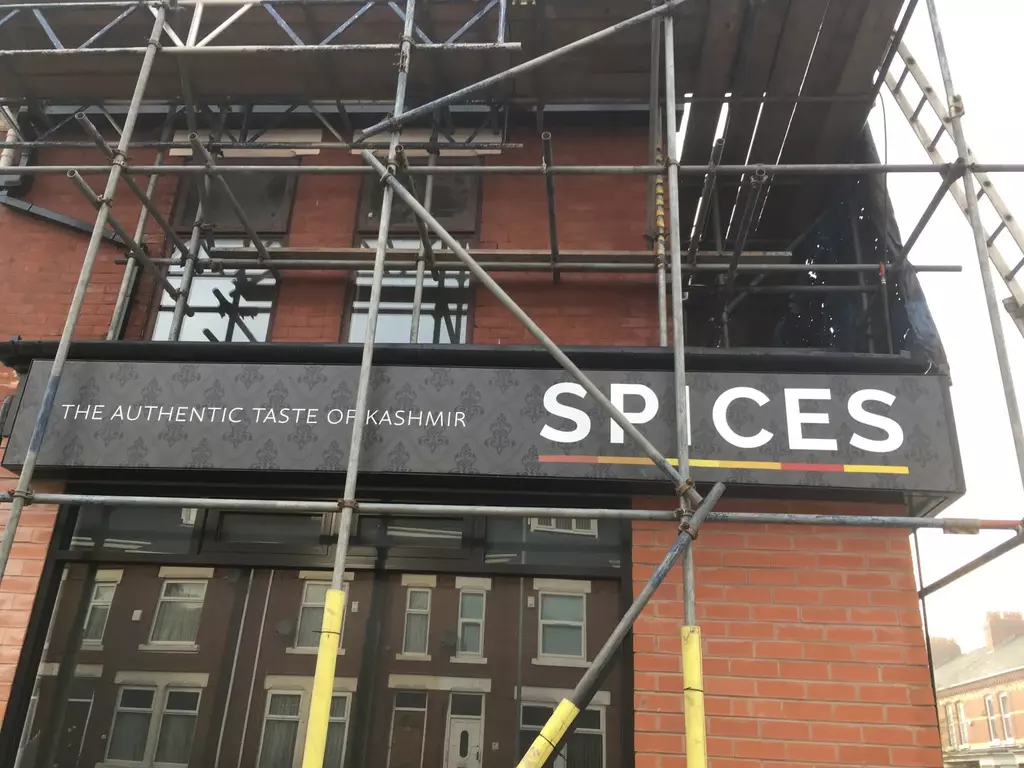 THE AUTHENTIC TASTE OF KASHMIR
SPICES